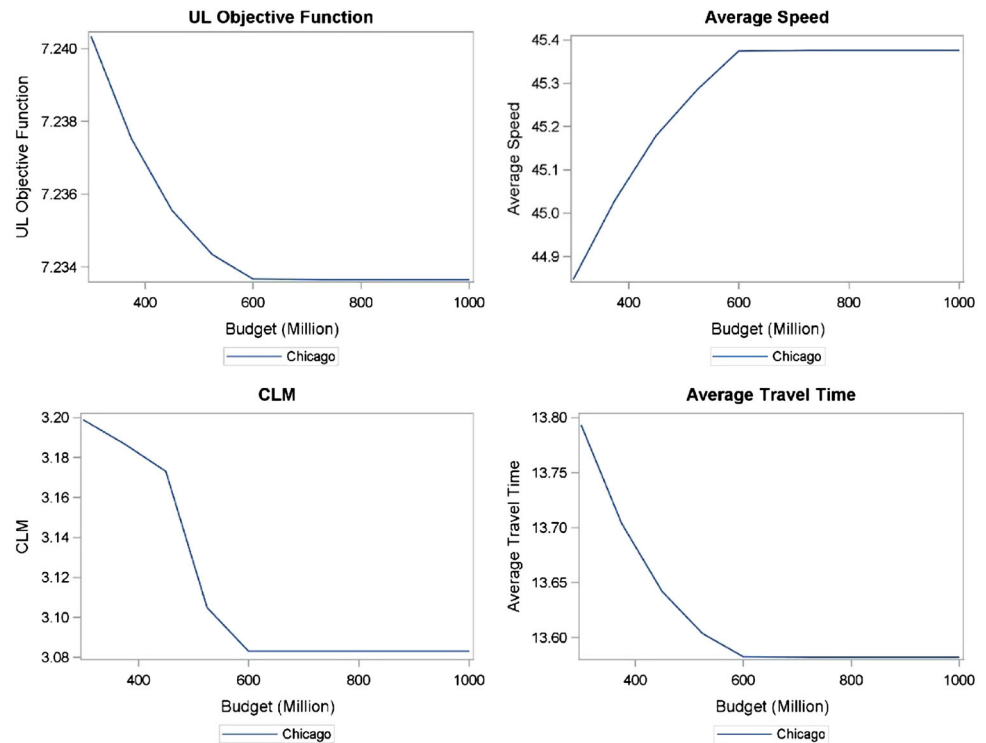 UL Objective Function
UL Objective Function
7.240
7.238
7.236
7.234
400 600 800 1000
Budget (Million)
Chicago
Average Speed
Average Speed
45.4
45.3
45.2
45.1
45.0
44.9
400 600 800 1000
Budget (Million)
Chicago
CLM
CLM
3.20
3.18
3.16
3.14
3.12
3.10
3.08
400 600 800 1000
Budget (Million)
Chicago
Average Travel Time
Average Travel Time
13.80
13.75
13.70
13.65
13.60
400 600 800 1000
Budget (Million)
Chicago